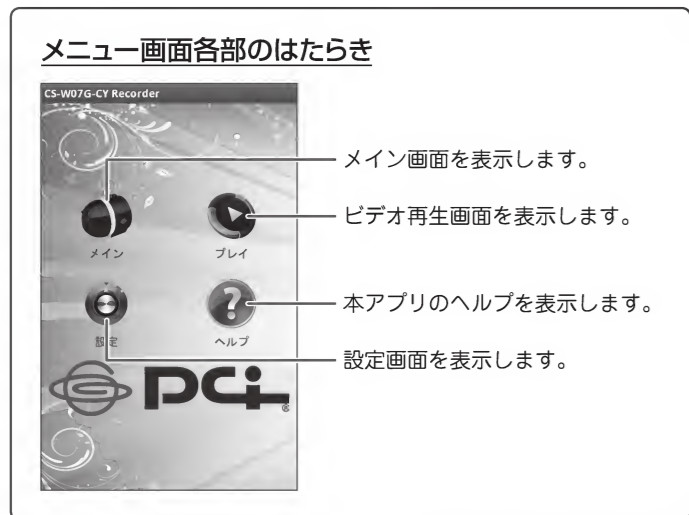 メニュー画面各部のはたらき
CS-W07G-CY Recorder
メイン画面を表示します。
ビデオ再生画面を表示します。
メイン
プレイ
本アプリのヘルプを表示します。
設定
ヘルプ
設定画面を表示します。
PCi®